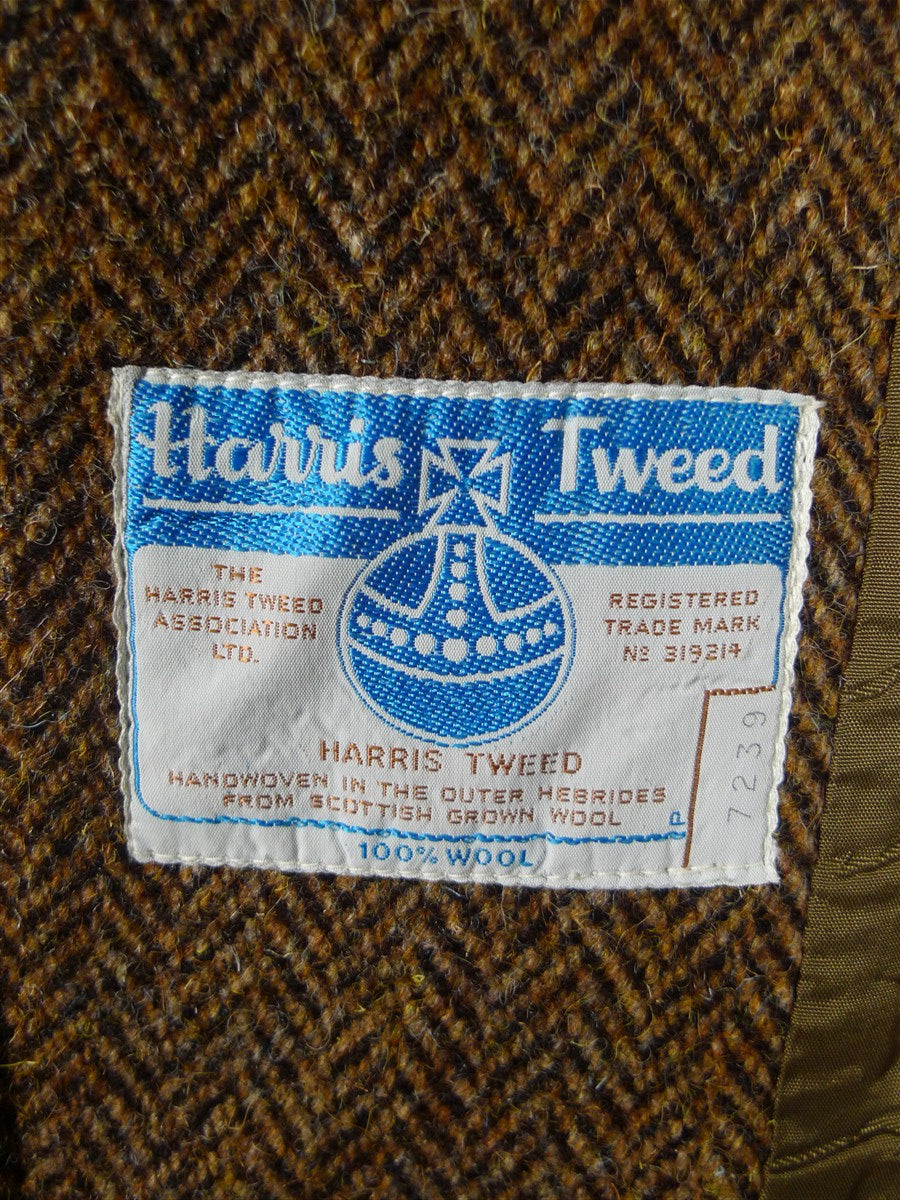 Harris Tweed
THE
HARRIS TWEED
ASSOCIATION
LTD.
REGISTERED
TRADE MARK
Nº 319214
HARRIS TWEED
HANDWOVEN IN THE OUTER HEBRIDES
FROM SCOTTISH GROWN WOOL
P
7239
100% WOOL